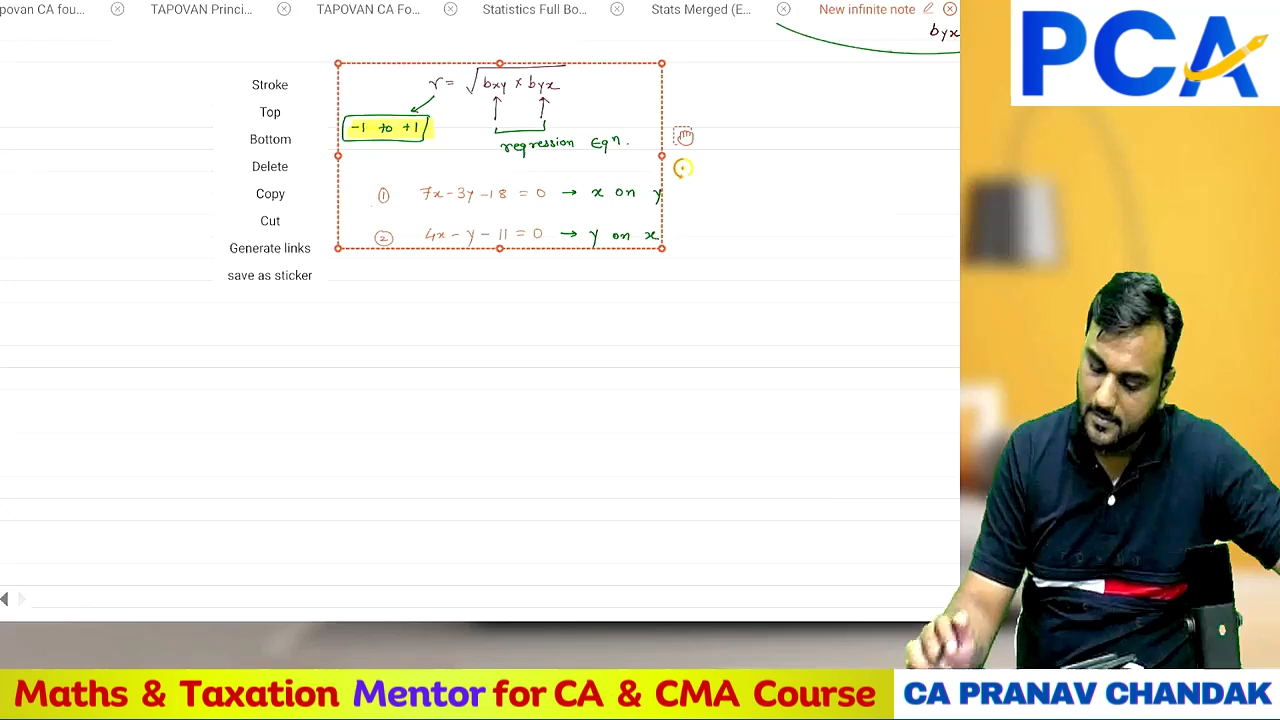 povan CA fou...
TAPOVAN Princi...
TAPOVAN CA Fo...
Statistics Full Bo...
Stats Merged (E...
New infinite note
byx
PCA
Stroke
Top
Bottom
Delete
Copy
Cut
Generate links
save as sticker
r = √bxy × byx
-1 to +1
regression Eqⁿ.
① 7x - 3y - 18 = 0 → x on y
② 4x - y - 11 = 0 → y on x
Maths & Taxation Mentor for CA & CMA Course
CA PRANAV CHANDAK